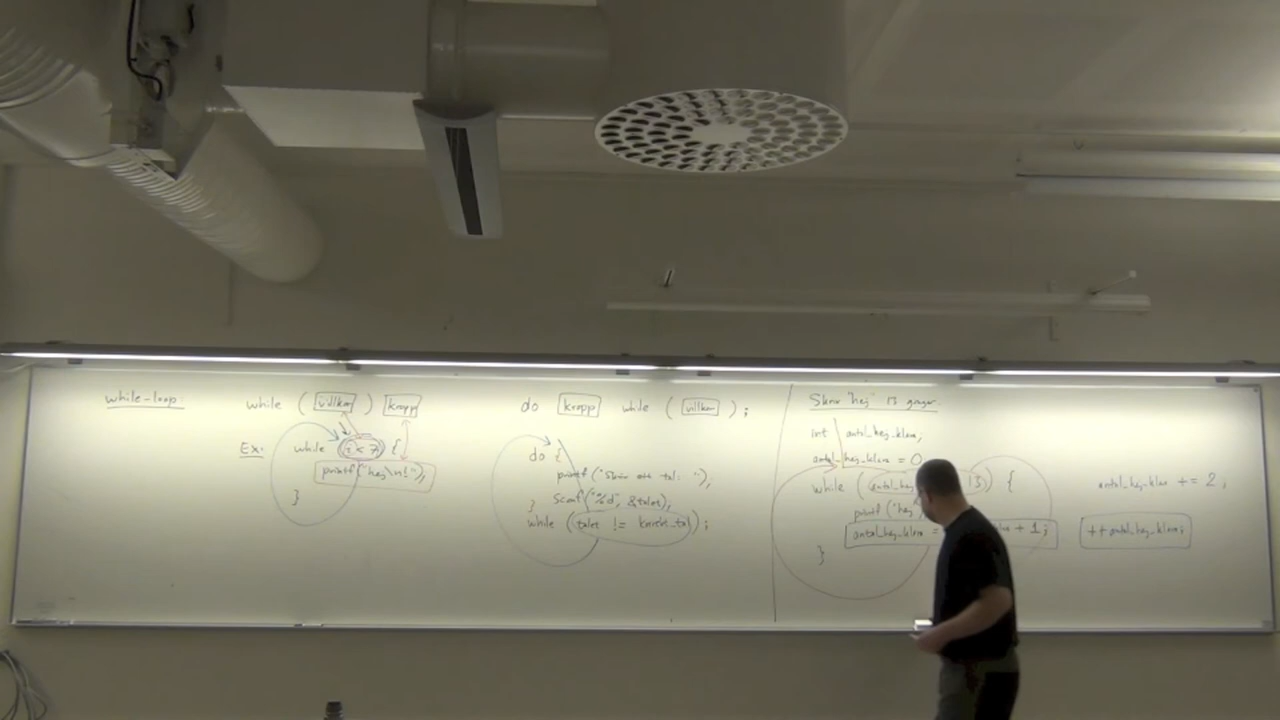 while-loop:
while ( villkor ) kropp
Ex: while (i < 7) {
printf("hej\n!");
}
do kropp while ( villkor );
do {
printf("Skriv ett tal: ");
scanf("%d", &talet);
}
while (talet != korrekt_tal);
Skriv "hej" 13 gånger.
int antal_hej_klara;
antal_hej_klara = 0
while (antal_hej 13) {
printf("hej
antal_hej_klara = + 1;
}
antal_hej_klara += 2;
++antal_hej_klara;